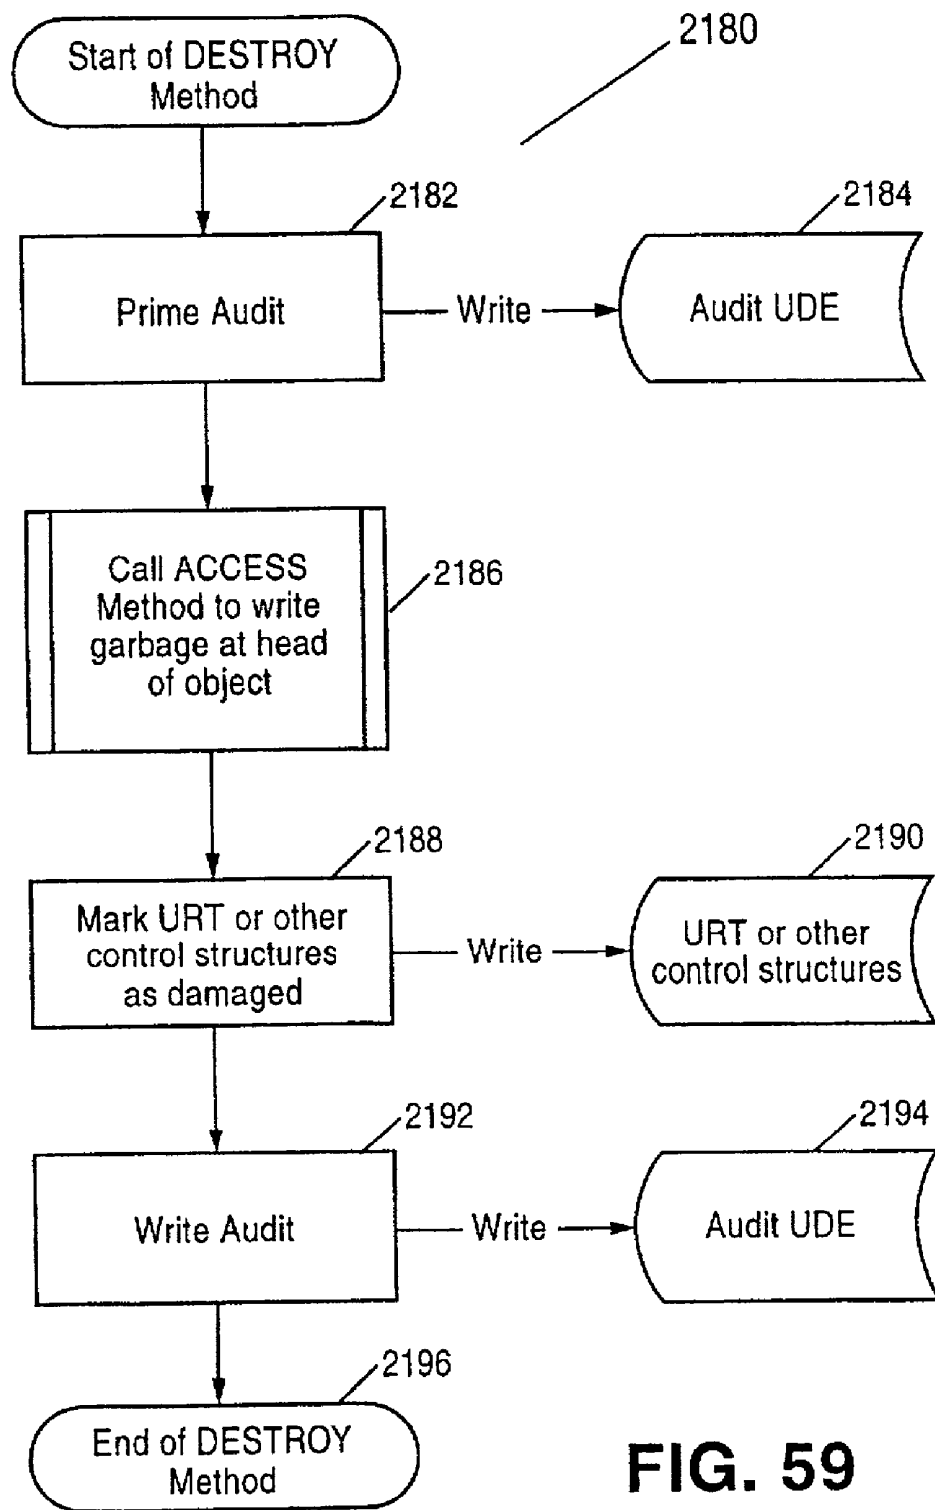 2180
Start of DESTROY
Method
2182
2184
Prime Audit
Write
Audit UDE
2186
Call ACCESS
Method to write
garbage at head
of object
2188
2190
Mark URT or other
control structures
as damaged
Write
URT or other
control structures
2192
2194
Write Audit
Write
Audit UDE
2196
End of DESTROY
Method
FIG. 59